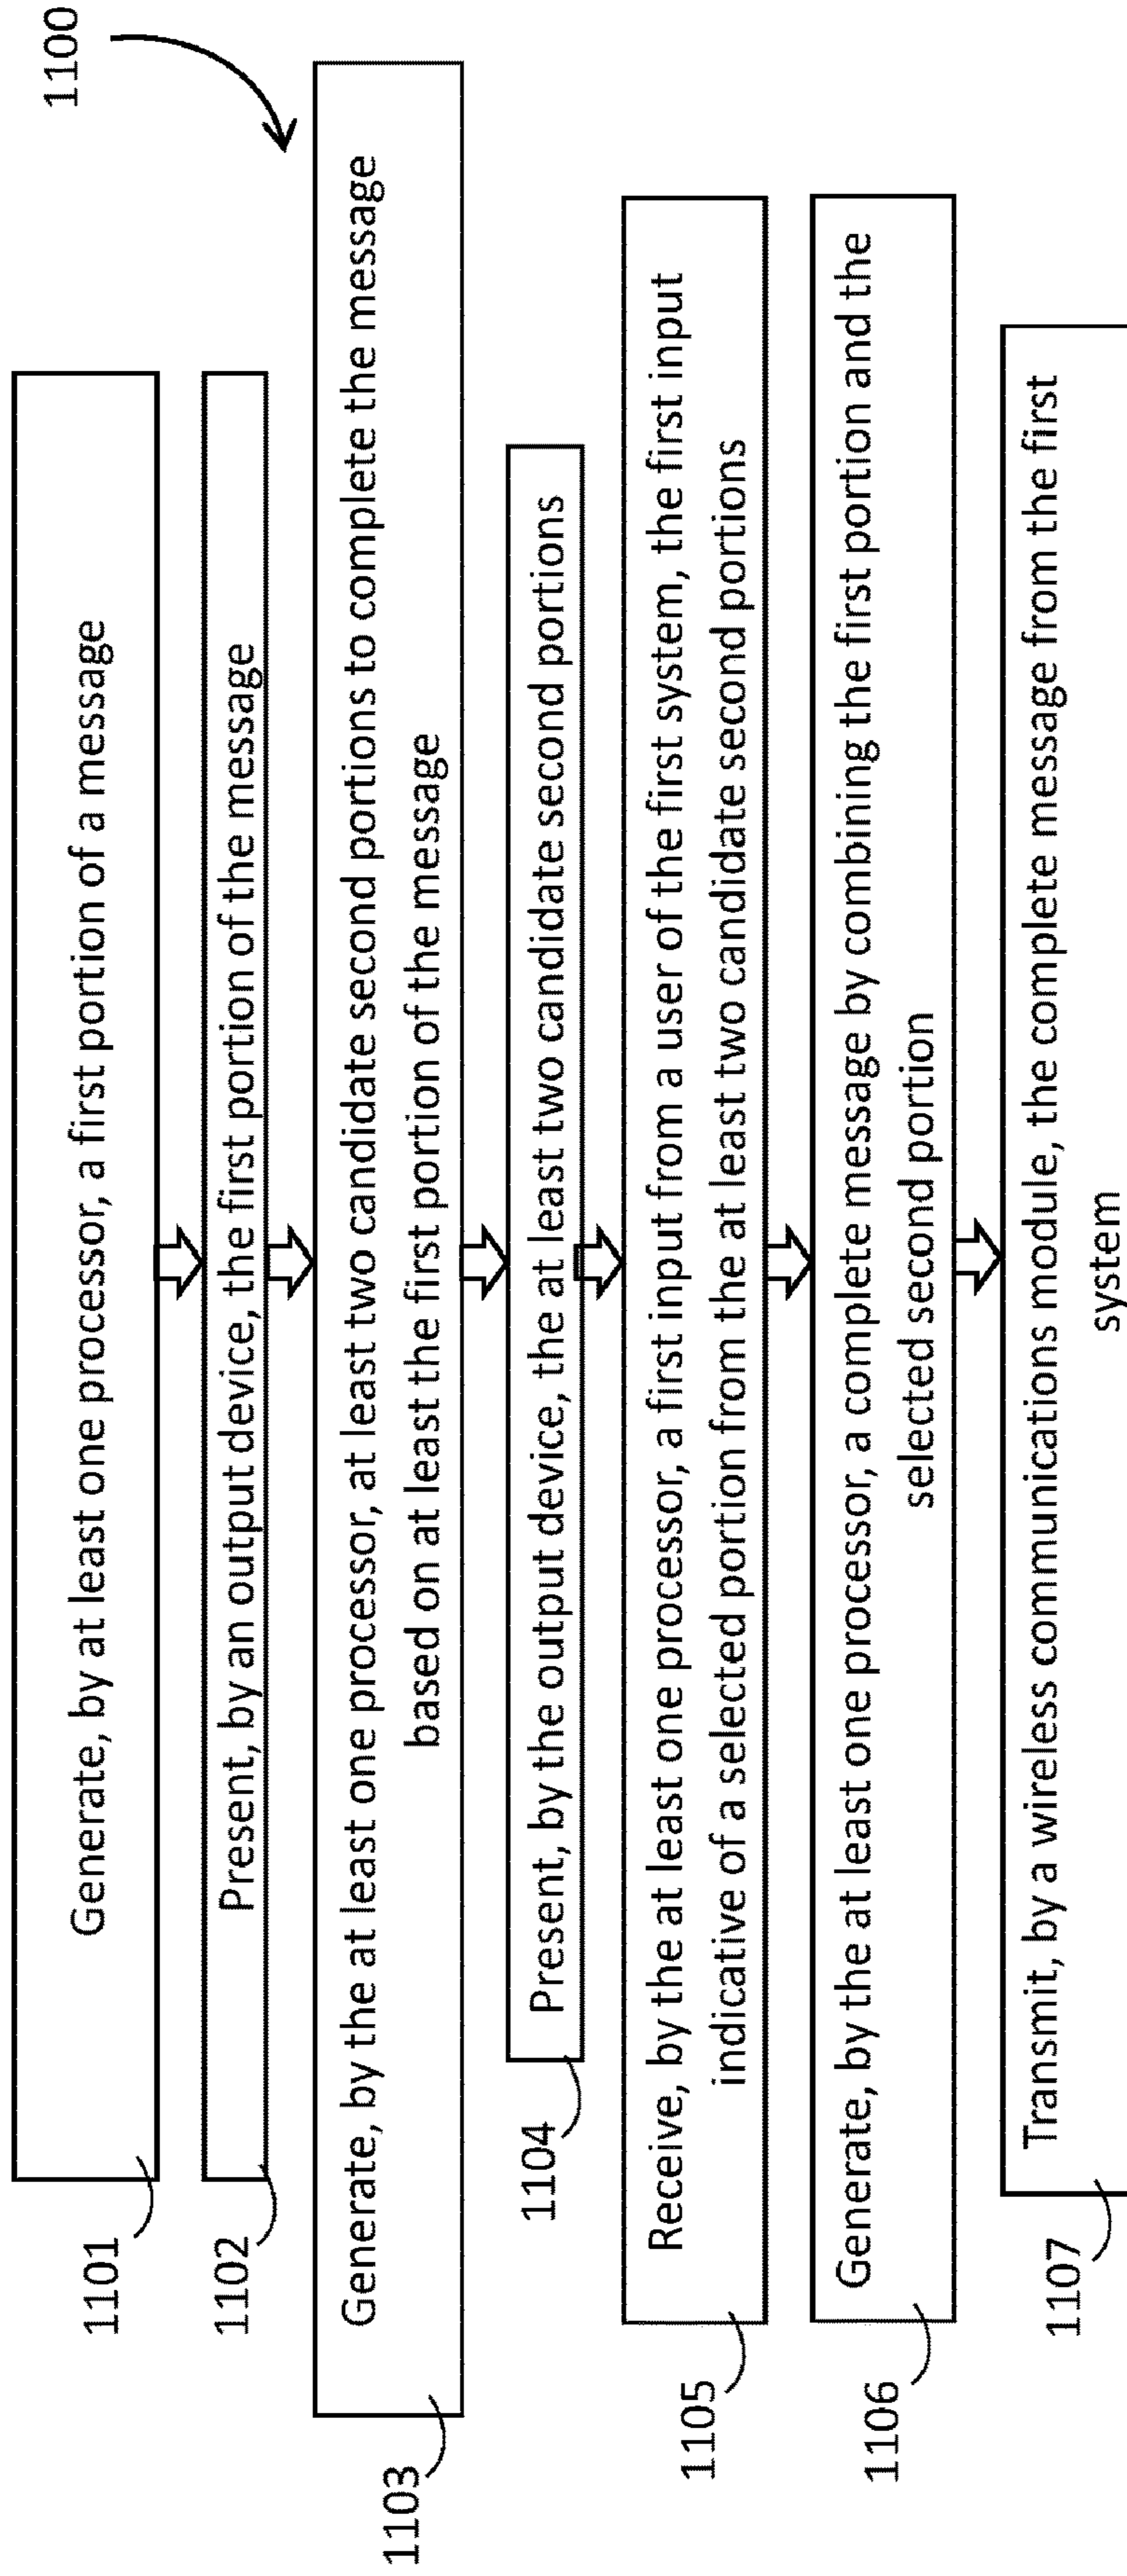 1100
1101
Generate, by at least one processor, a first portion of a message
1102
Present, by an output device, the first portion of the message
1103
Generate, by the at least one processor, at least two candidate second portions to complete the message
based on at least the first portion of the message
1104
Present, by the output device, the at least two candidate second portions
1105
Receive, by the at least one processor, a first input from a user of the first system, the first input
indicative of a selected portion from the at least two candidate second portions
1106
Generate, by the at least one processor, a complete message by combining the first portion and the
selected second portion
1107
Transmit, by a wireless communications module, the complete message from the first
system